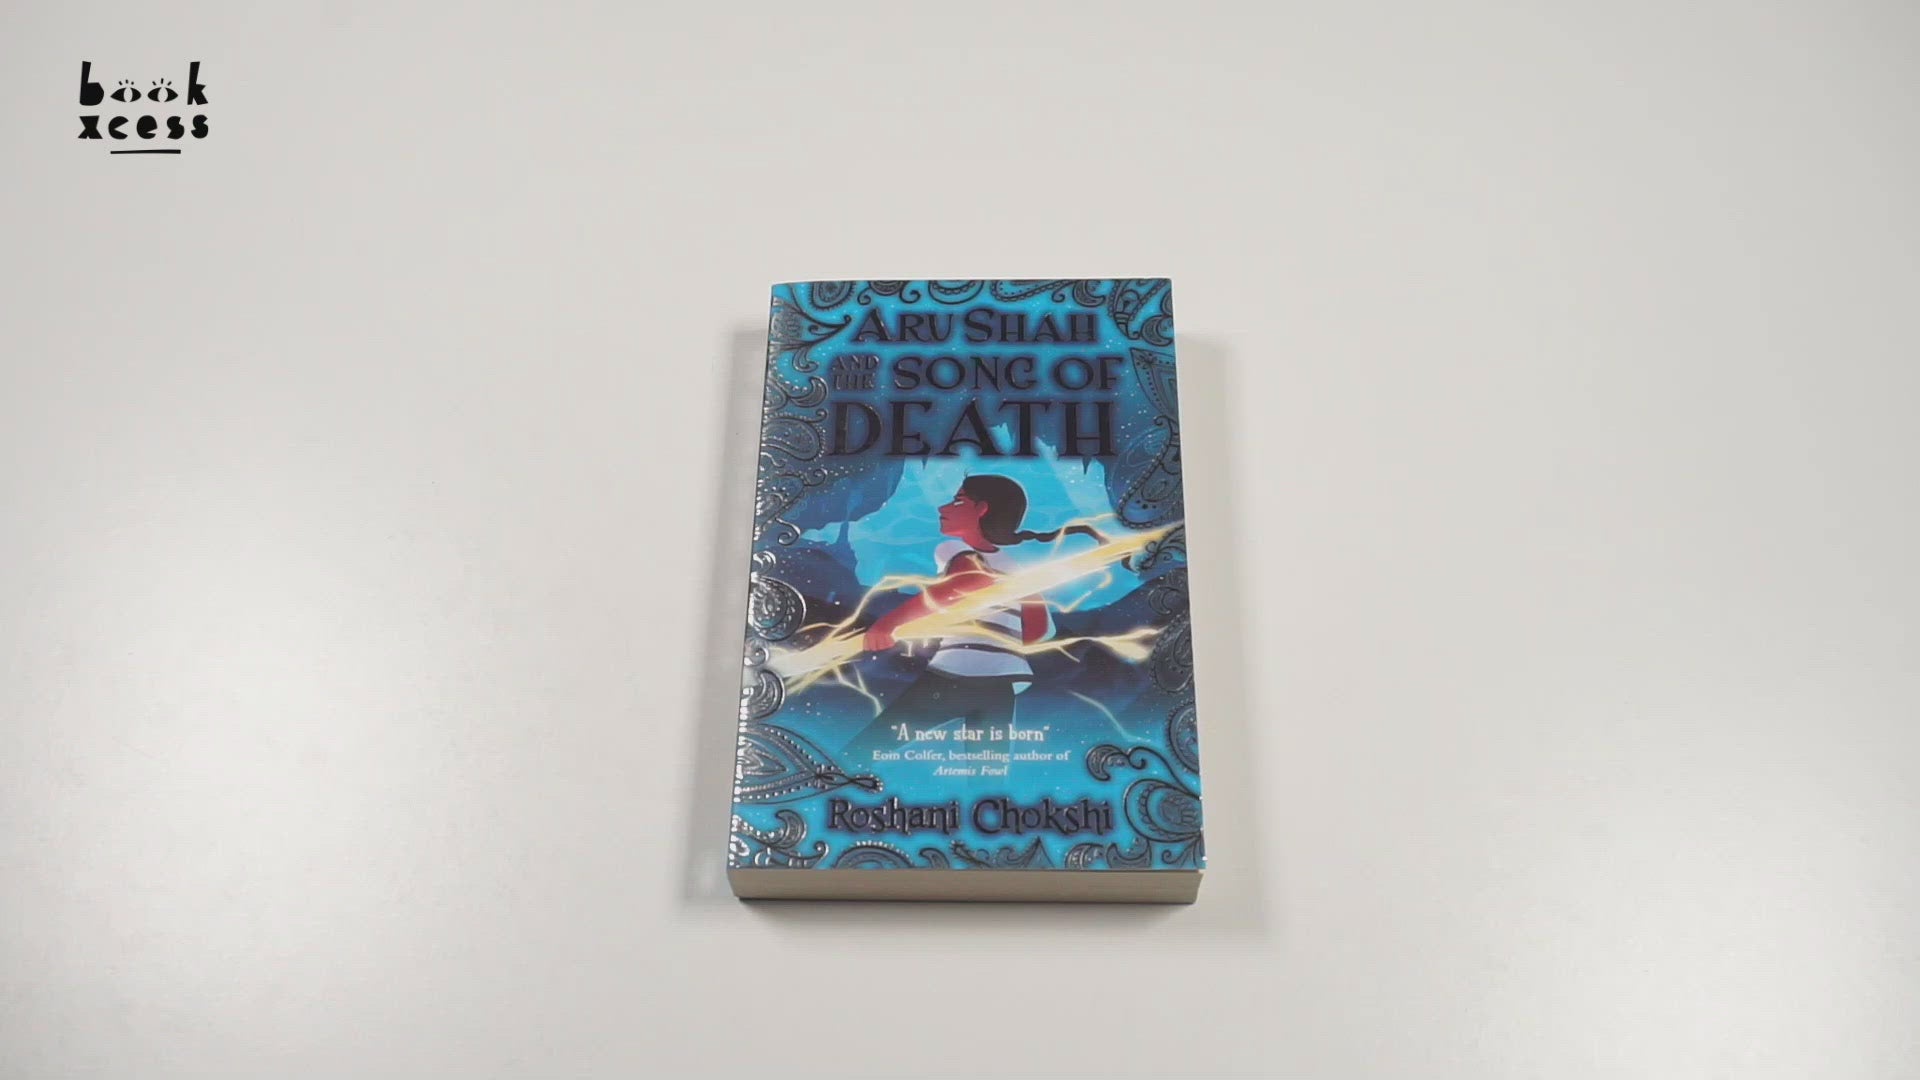 book
xcess
ARU SHAH
AND THE SONG OF
DEATH
"A new star is born"
Eoin Colfer, bestselling author of
Artemis Fowl
Roshani Chokshi